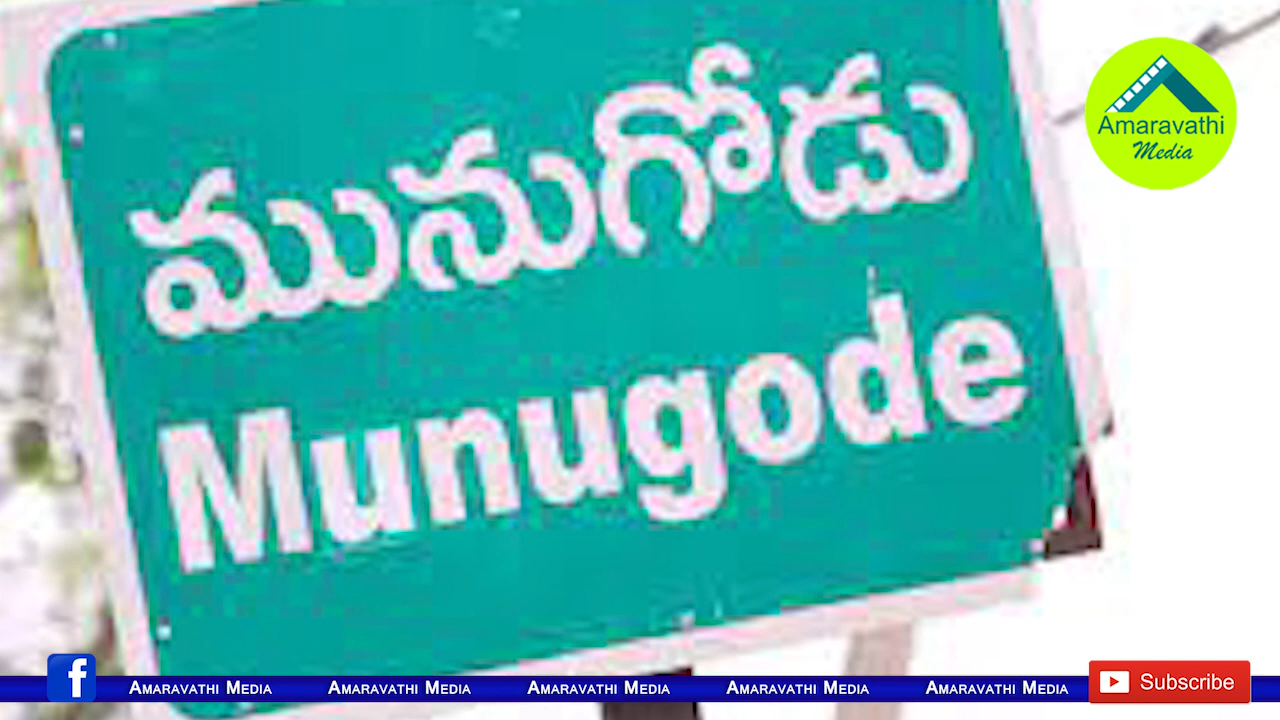 మునుగోడు
Munugode
Amaravathi
Media
f
Amaravathi Media Amaravathi Media Amaravathi Media Amaravathi Media Amaravathi Media
Subscribe